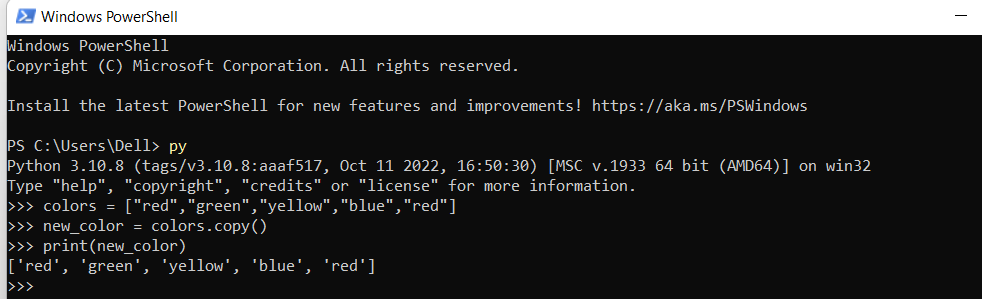 Windows PowerShell
Windows PowerShell
Copyright (C) Microsoft Corporation. All rights reserved.
Install the latest PowerShell for new features and improvements! https://aka.ms/PSWindows
PS C:\Users\Dell> py
Python 3.10.8 (tags/v3.10.8:aaaf517, Oct 11 2022, 16:50:30) [MSC v.1933 64 bit (AMD64)] on win32
Type "help", "copyright", "credits" or "license" for more information.
>>> colors = ["red","green","yellow","blue","red"]
>>> new_color = colors.copy()
>>> print(new_color)
['red', 'green', 'yellow', 'blue', 'red']
>>>